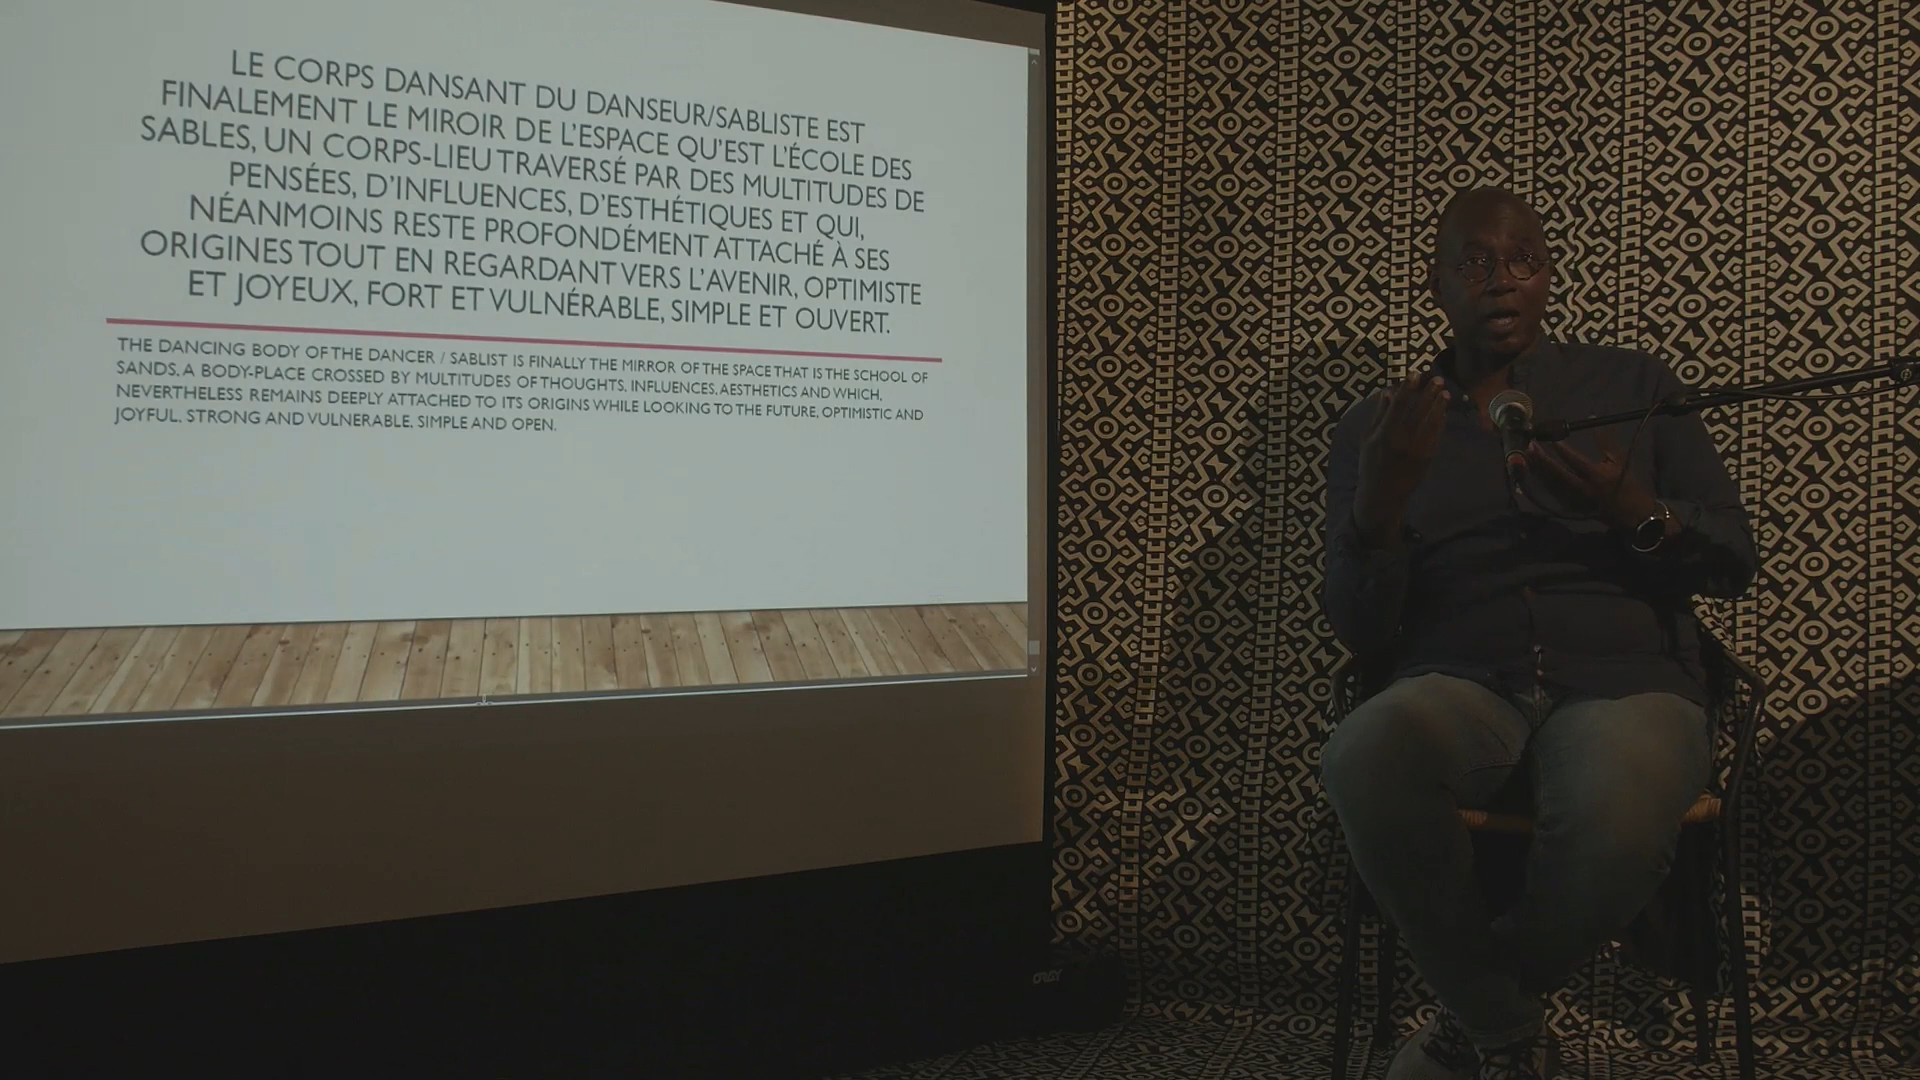 LE CORPS DANSANT DU DANSEUR/SABLISTE EST
FINALEMENT LE MIROIR DE L'ESPACE QU'EST L'ÉCOLE DES
SABLES, UN CORPS-LIEU TRAVERSÉ PAR DES MULTITUDES DE
PENSÉES, D'INFLUENCES, D'ESTHÉTIQUES ET QUI,
NÉANMOINS RESTE PROFONDÉMENT ATTACHÉ À SES
ORIGINES TOUT EN REGARDANT VERS L'AVENIR, OPTIMISTE
ET JOYEUX, FORT ET VULNÉRABLE, SIMPLE ET OUVERT.
THE DANCING BODY OF THE DANCER / SABLIST IS FINALLY THE MIRROR OF THE SPACE THAT IS THE SCHOOL OF
SANDS. A BODY-PLACE CROSSED BY MULTITUDES OF THOUGHTS. INFLUENCES. AESTHETICS AND WHICH,
NEVERTHELESS REMAINS DEEPLY ATTACHED TO ITS ORIGINS WHILE LOOKING TO THE FUTURE, OPTIMISTIC AND
JOYFUL. STRONG AND VULNERABLE. SIMPLE AND OPEN.